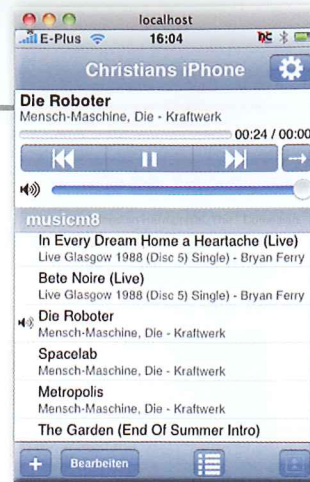 localhost
E-Plus 16:04
Christians iPhone
Die Roboter
Mensch-Maschine, Die - Kraftwerk
00:24 / 00:00
musicm8
In Every Dream Home a Heartache (Live)
Live Glasgow 1988 (Disc 5) Single) - Bryan Ferry
Bete Noire (Live)
Live Glasgow 1988 (Disc 5) Single) - Bryan Ferry
Die Roboter
Mensch-Maschine, Die - Kraftwerk
Spacelab
Mensch-Maschine, Die - Kraftwerk
Metropolis
Mensch-Maschine, Die - Kraftwerk
The Garden (End Of Summer Intro)
+ Bearbeiten